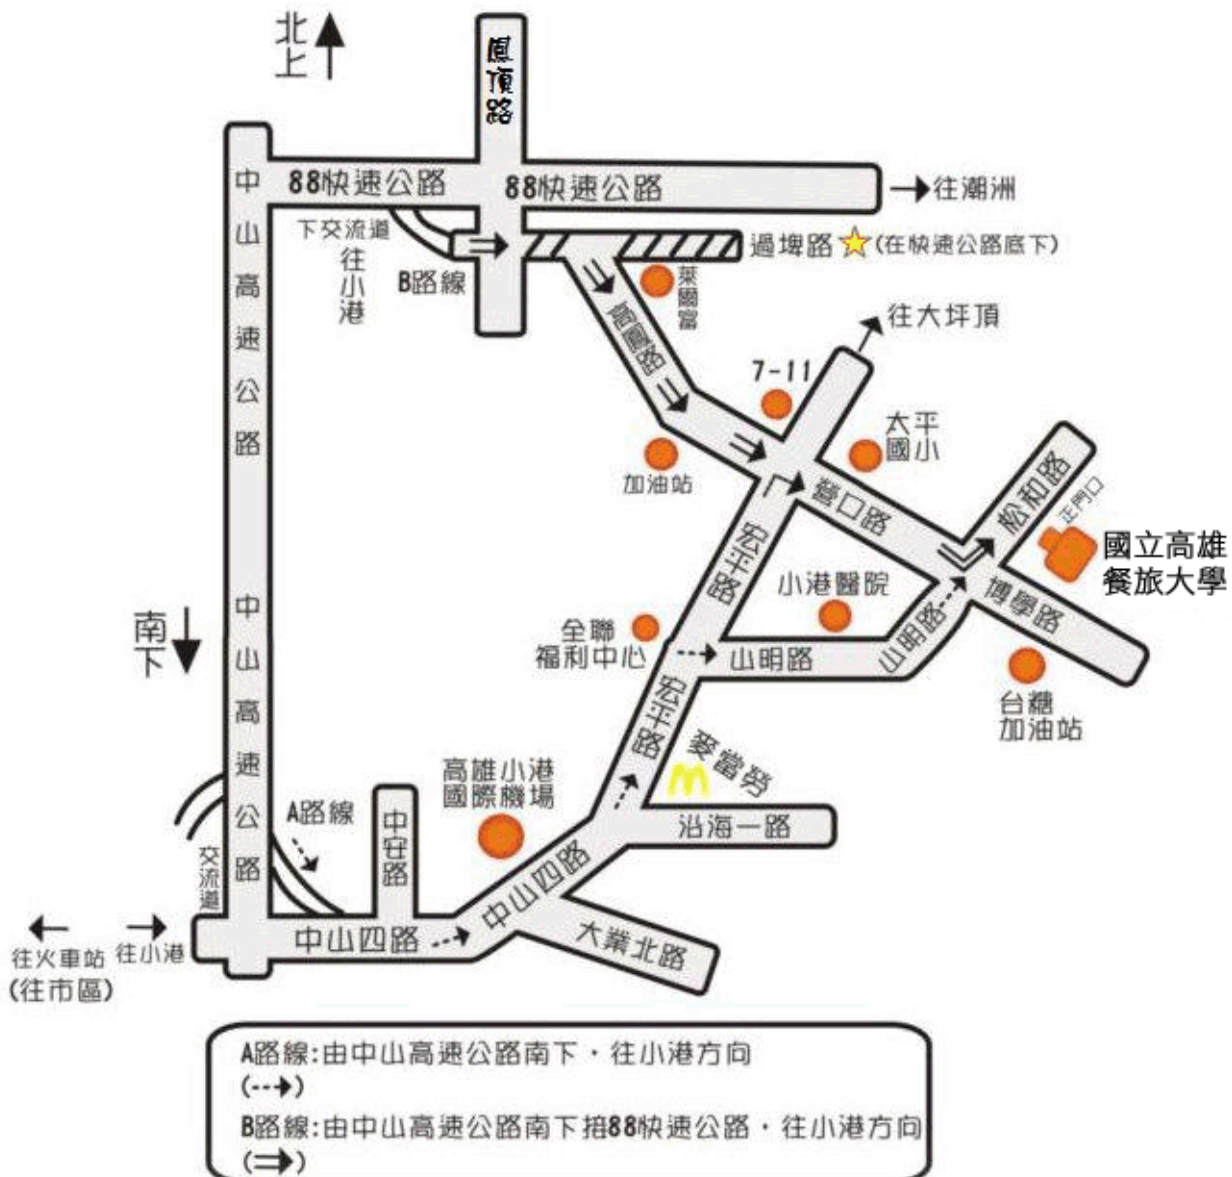 北上
鳳頂路
88快速公路
88快速公路
往潮洲
下交流道
往小港
B路線
過埤路
(在快速公路底下)
萊爾富
高鳳路
往大坪頂
7-11
太平
國小
加油站
營口路
松和路
正門口
國立高雄
餐旅大學
中山高速公路
宏平路
小港醫院
博學路
南下
全聯
福利中心
山明路
山明路
台糖
加油站
中山高速公路
宏平路
麥當勞
高雄小港
國際機場
A路線
中安路
沿海一路
交流道
中山四路
中山四路
大業北路
往火車站
(往市區)
往小港
A路線:由中山高速公路南下・往小港方向
(⇢)
B路線:由中山高速公路南下接88快速公路・往小港方向
(⇒)